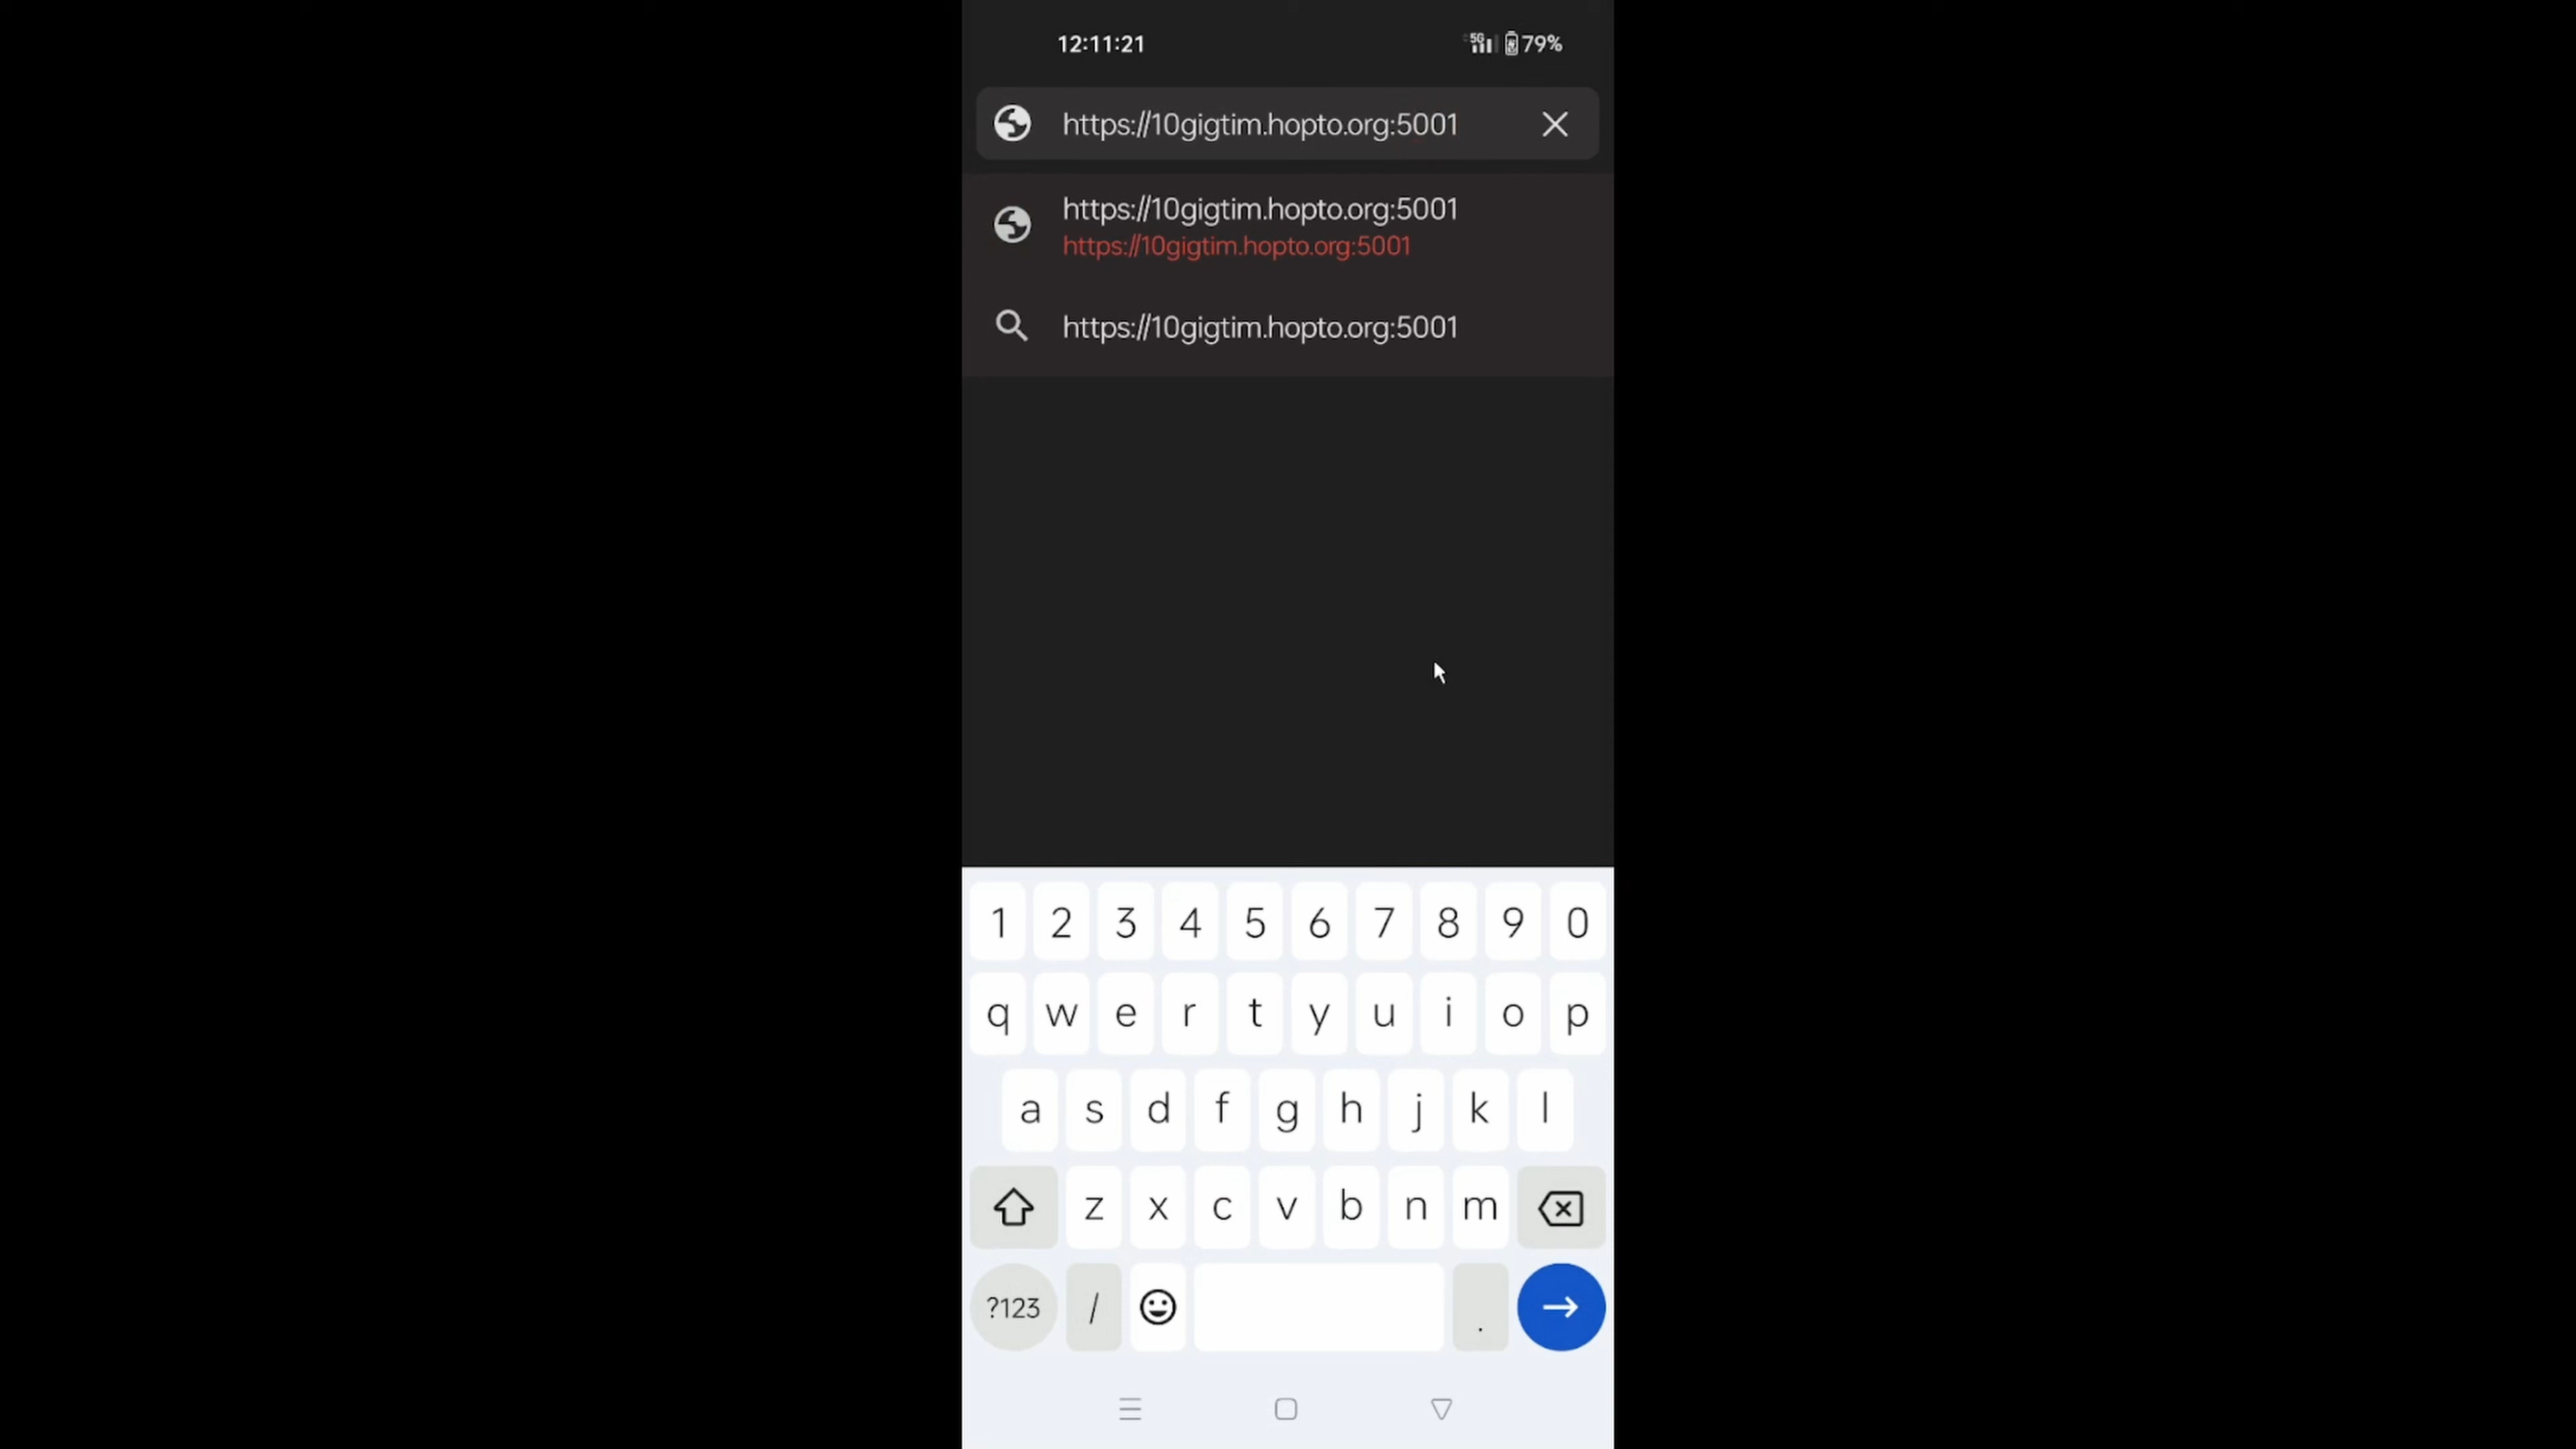 12:11:21 5G 79%
https://10gigtim.hopto.org:5001
https://10gigtim.hopto.org:5001
https://10gigtim.hopto.org:5001
https://10gigtim.hopto.org:5001
1 2 3 4 5 6 7 8 9 0
q w e r t y u i o p
a s d f g h j k l
z x c v b n m
?123 / .